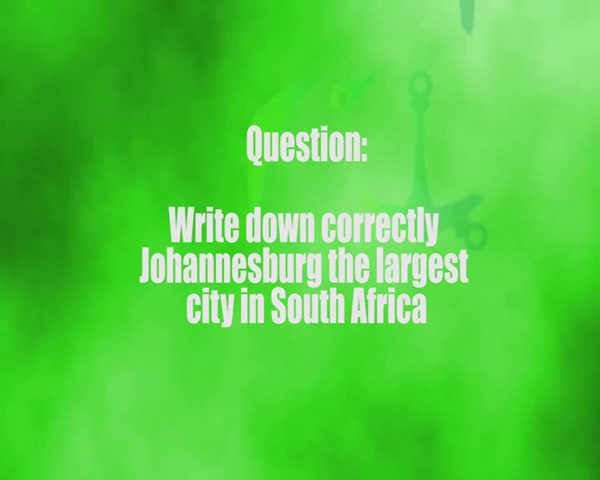 Question:
Write down correctly
Johannesburg the largest
city in South Africa